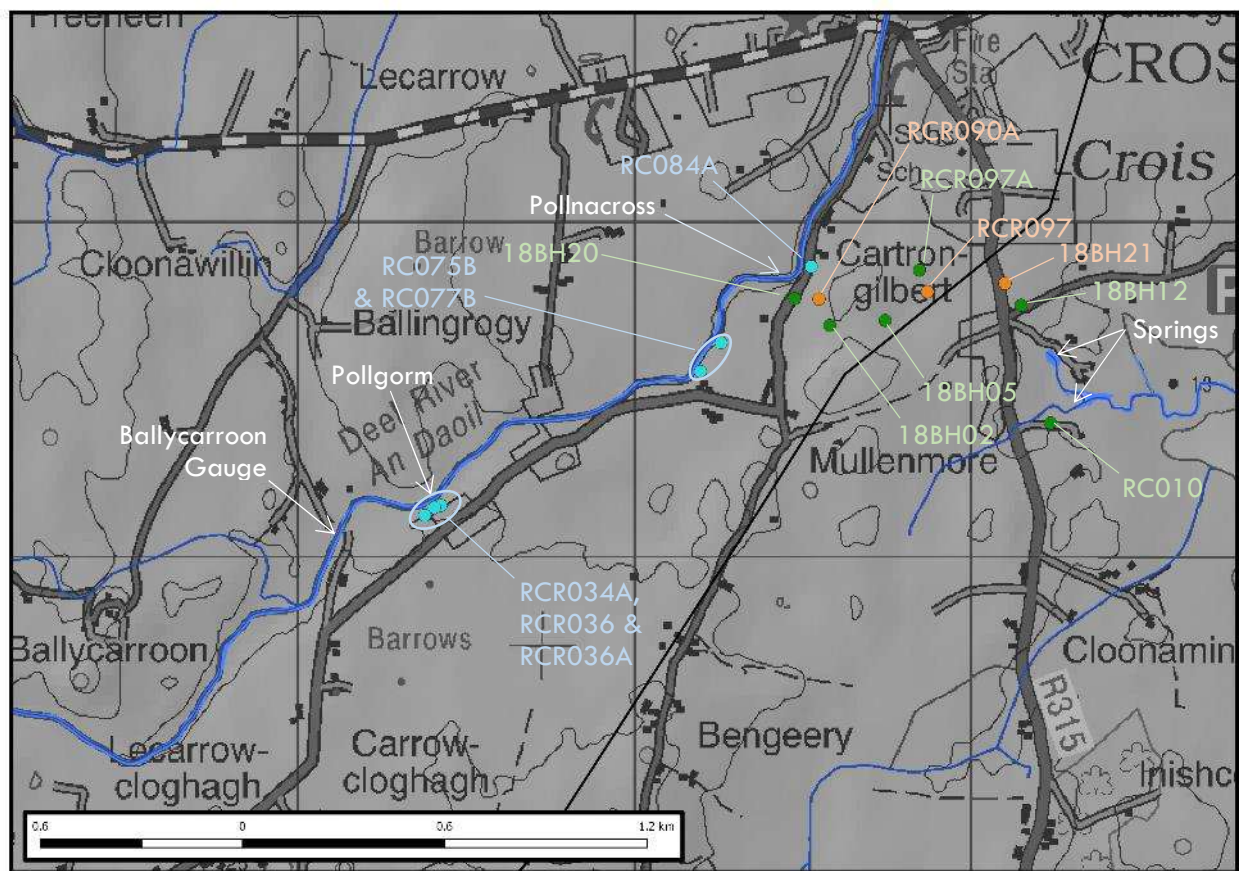 Lecarrow
Fire
Sta
CROS
RCR090A
RC084A
Crois
RCR097A
Pollnacross
RCR097
Barrow
Cartron-
gilbert
18BH20
18BH21
Cloonawillin
RC075B
& RC077B
18BH12
Ballingrogy
Springs
Pollgorm
18BH05
Deel River
An Daoil
18BH02
Ballycarroon
Gauge
Mullenmore
RC010
RCR034A,
RCR036 &
RCR036A
Barrows
Ballycarroon
Cloonamin
R315
Bengeery
Lecarrow-
cloghagh
Carrow-
cloghagh
Inishc
0.6 0 0.6 1.2 km